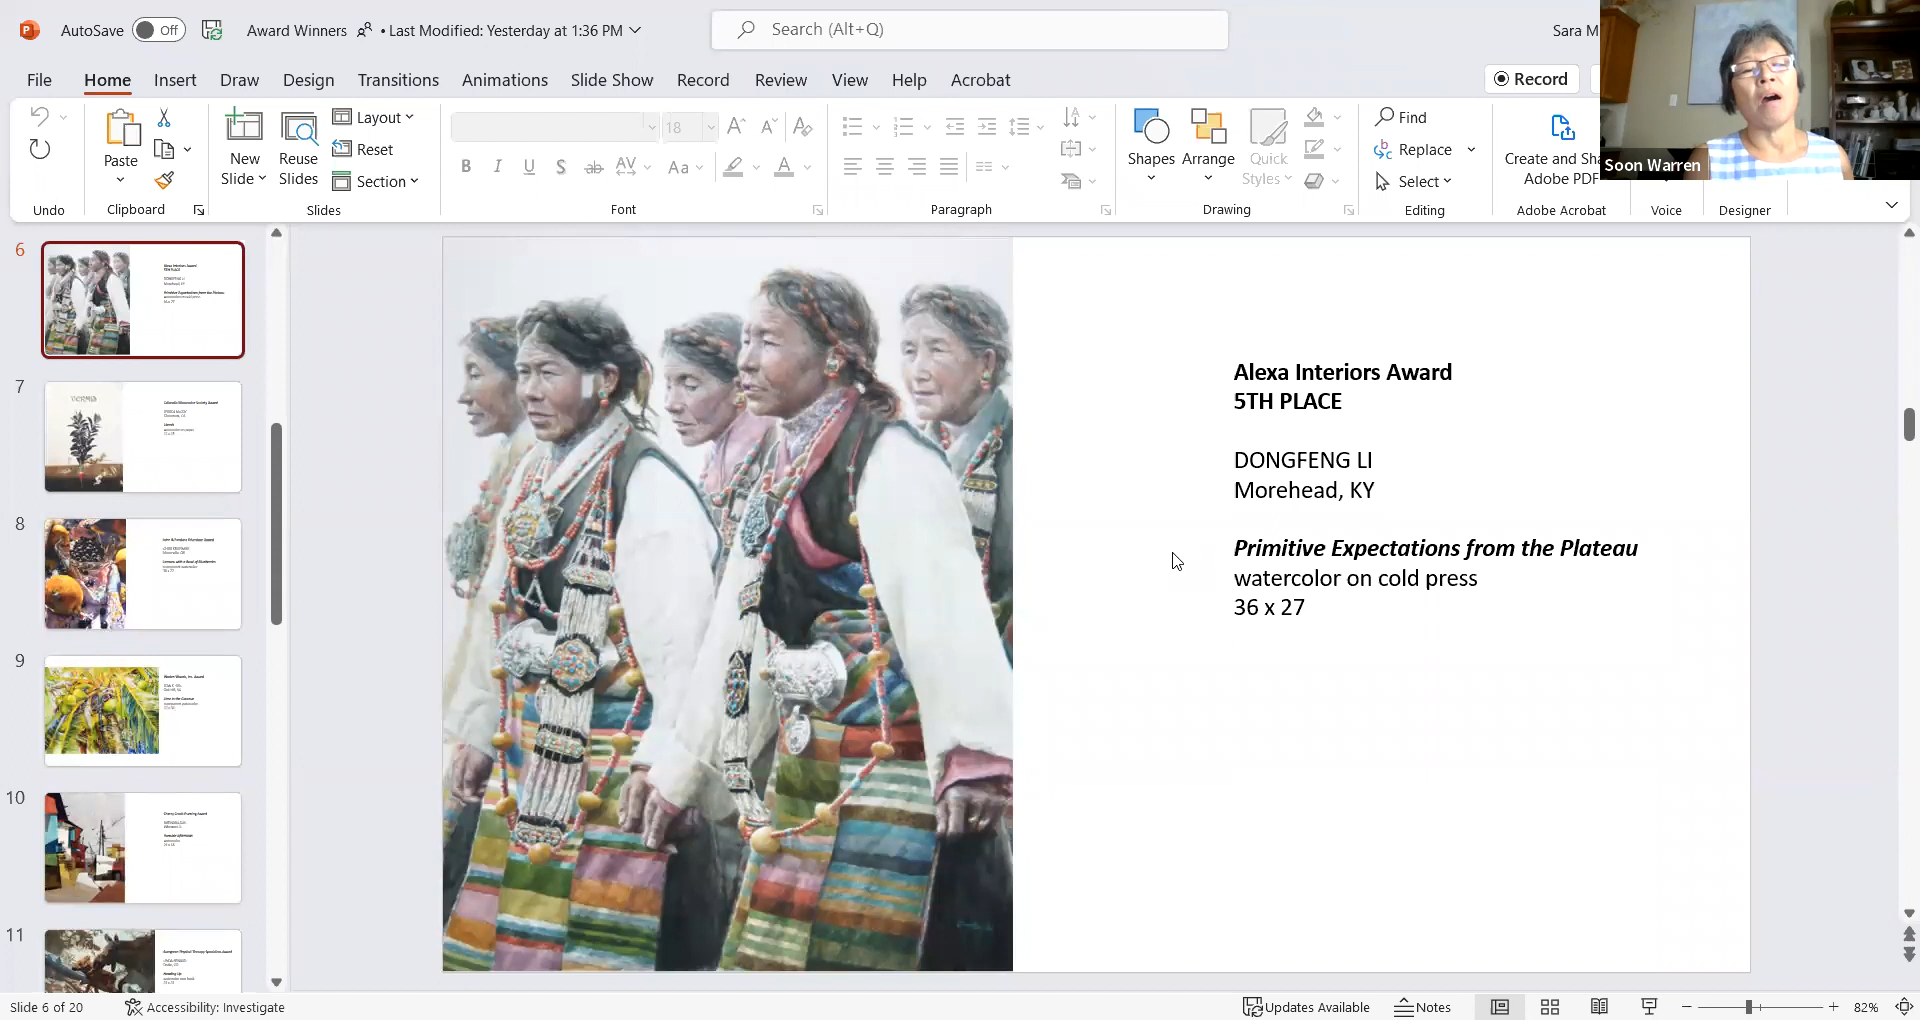 AutoSave Off Award Winners • Last Modified: Yesterday at 1:36 PM Search (Alt+Q) Sara M
File Home Insert Draw Design Transitions Animations Slide Show Record Review View Help Acrobat Record
Soon Warren
Paste
New Slide
Reuse Slides
Layout
Reset
Section
18
B I U S ab AV Aa A
Shapes
Arrange
Quick Styles
Find
Replace
Select
Create and Sha
Adobe PDF
Undo Clipboard Slides Font Paragraph Drawing Editing Adobe Acrobat Voice Designer
6
7
8
9
10
11
Alexa Interiors Award
5TH PLACE
DONGFENG LI
Morehead, KY
Primitive Expectations from the Plateau
watercolor on cold press
36 x 27
Slide 6 of 20 Accessibility: Investigate Updates Available Notes 82%